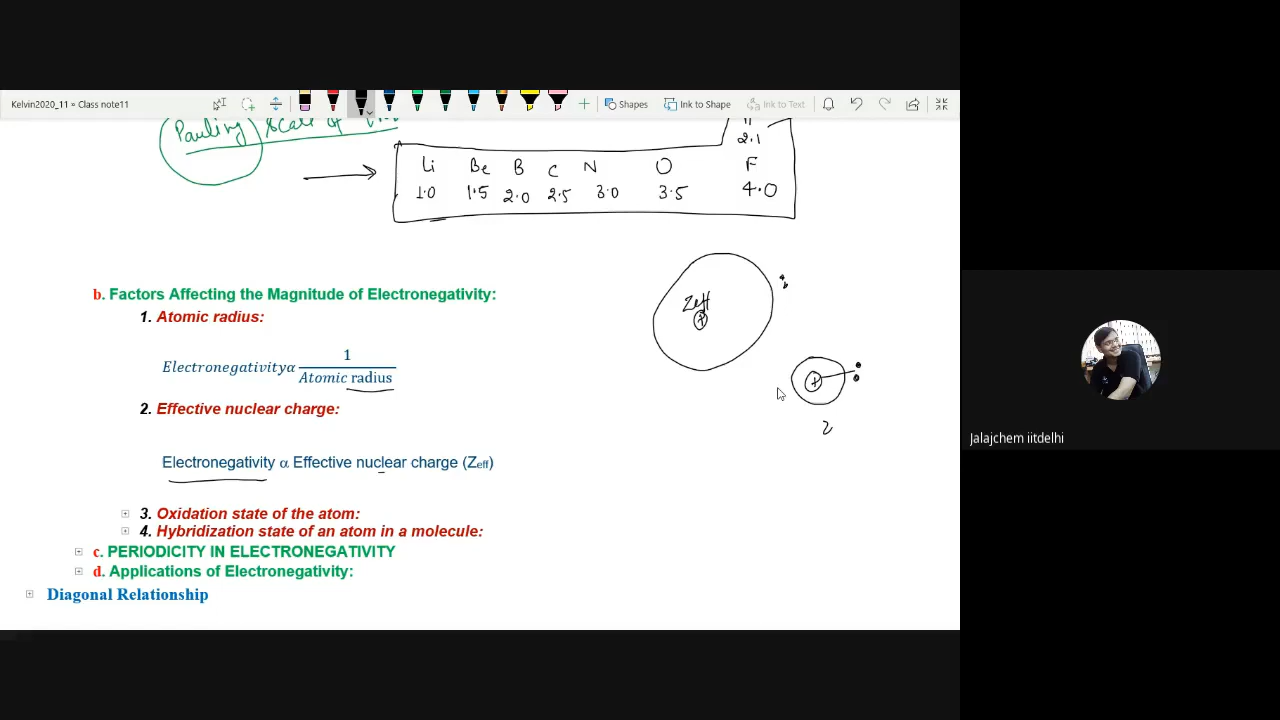 Kelvin2020_11 » Class note11
Shapes
Ink to Shape
Ink to Text
Pauling Scale of
2.1
Li Be B C N O F
1.0 1.5 2.0 2.5 3.0 3.5 4.0
Zeff
+
+
Z
b. Factors Affecting the Magnitude of Electronegativity:
1. Atomic radius:
Electronegativityα 1/Atomic radius
2. Effective nuclear charge:
Electronegativity α Effective nuclear charge (Zeff)
3. Oxidation state of the atom:
4. Hybridization state of an atom in a molecule:
c. PERIODICITY IN ELECTRONEGATIVITY
d. Applications of Electronegativity:
Diagonal Relationship
Jalajchem iitdelhi